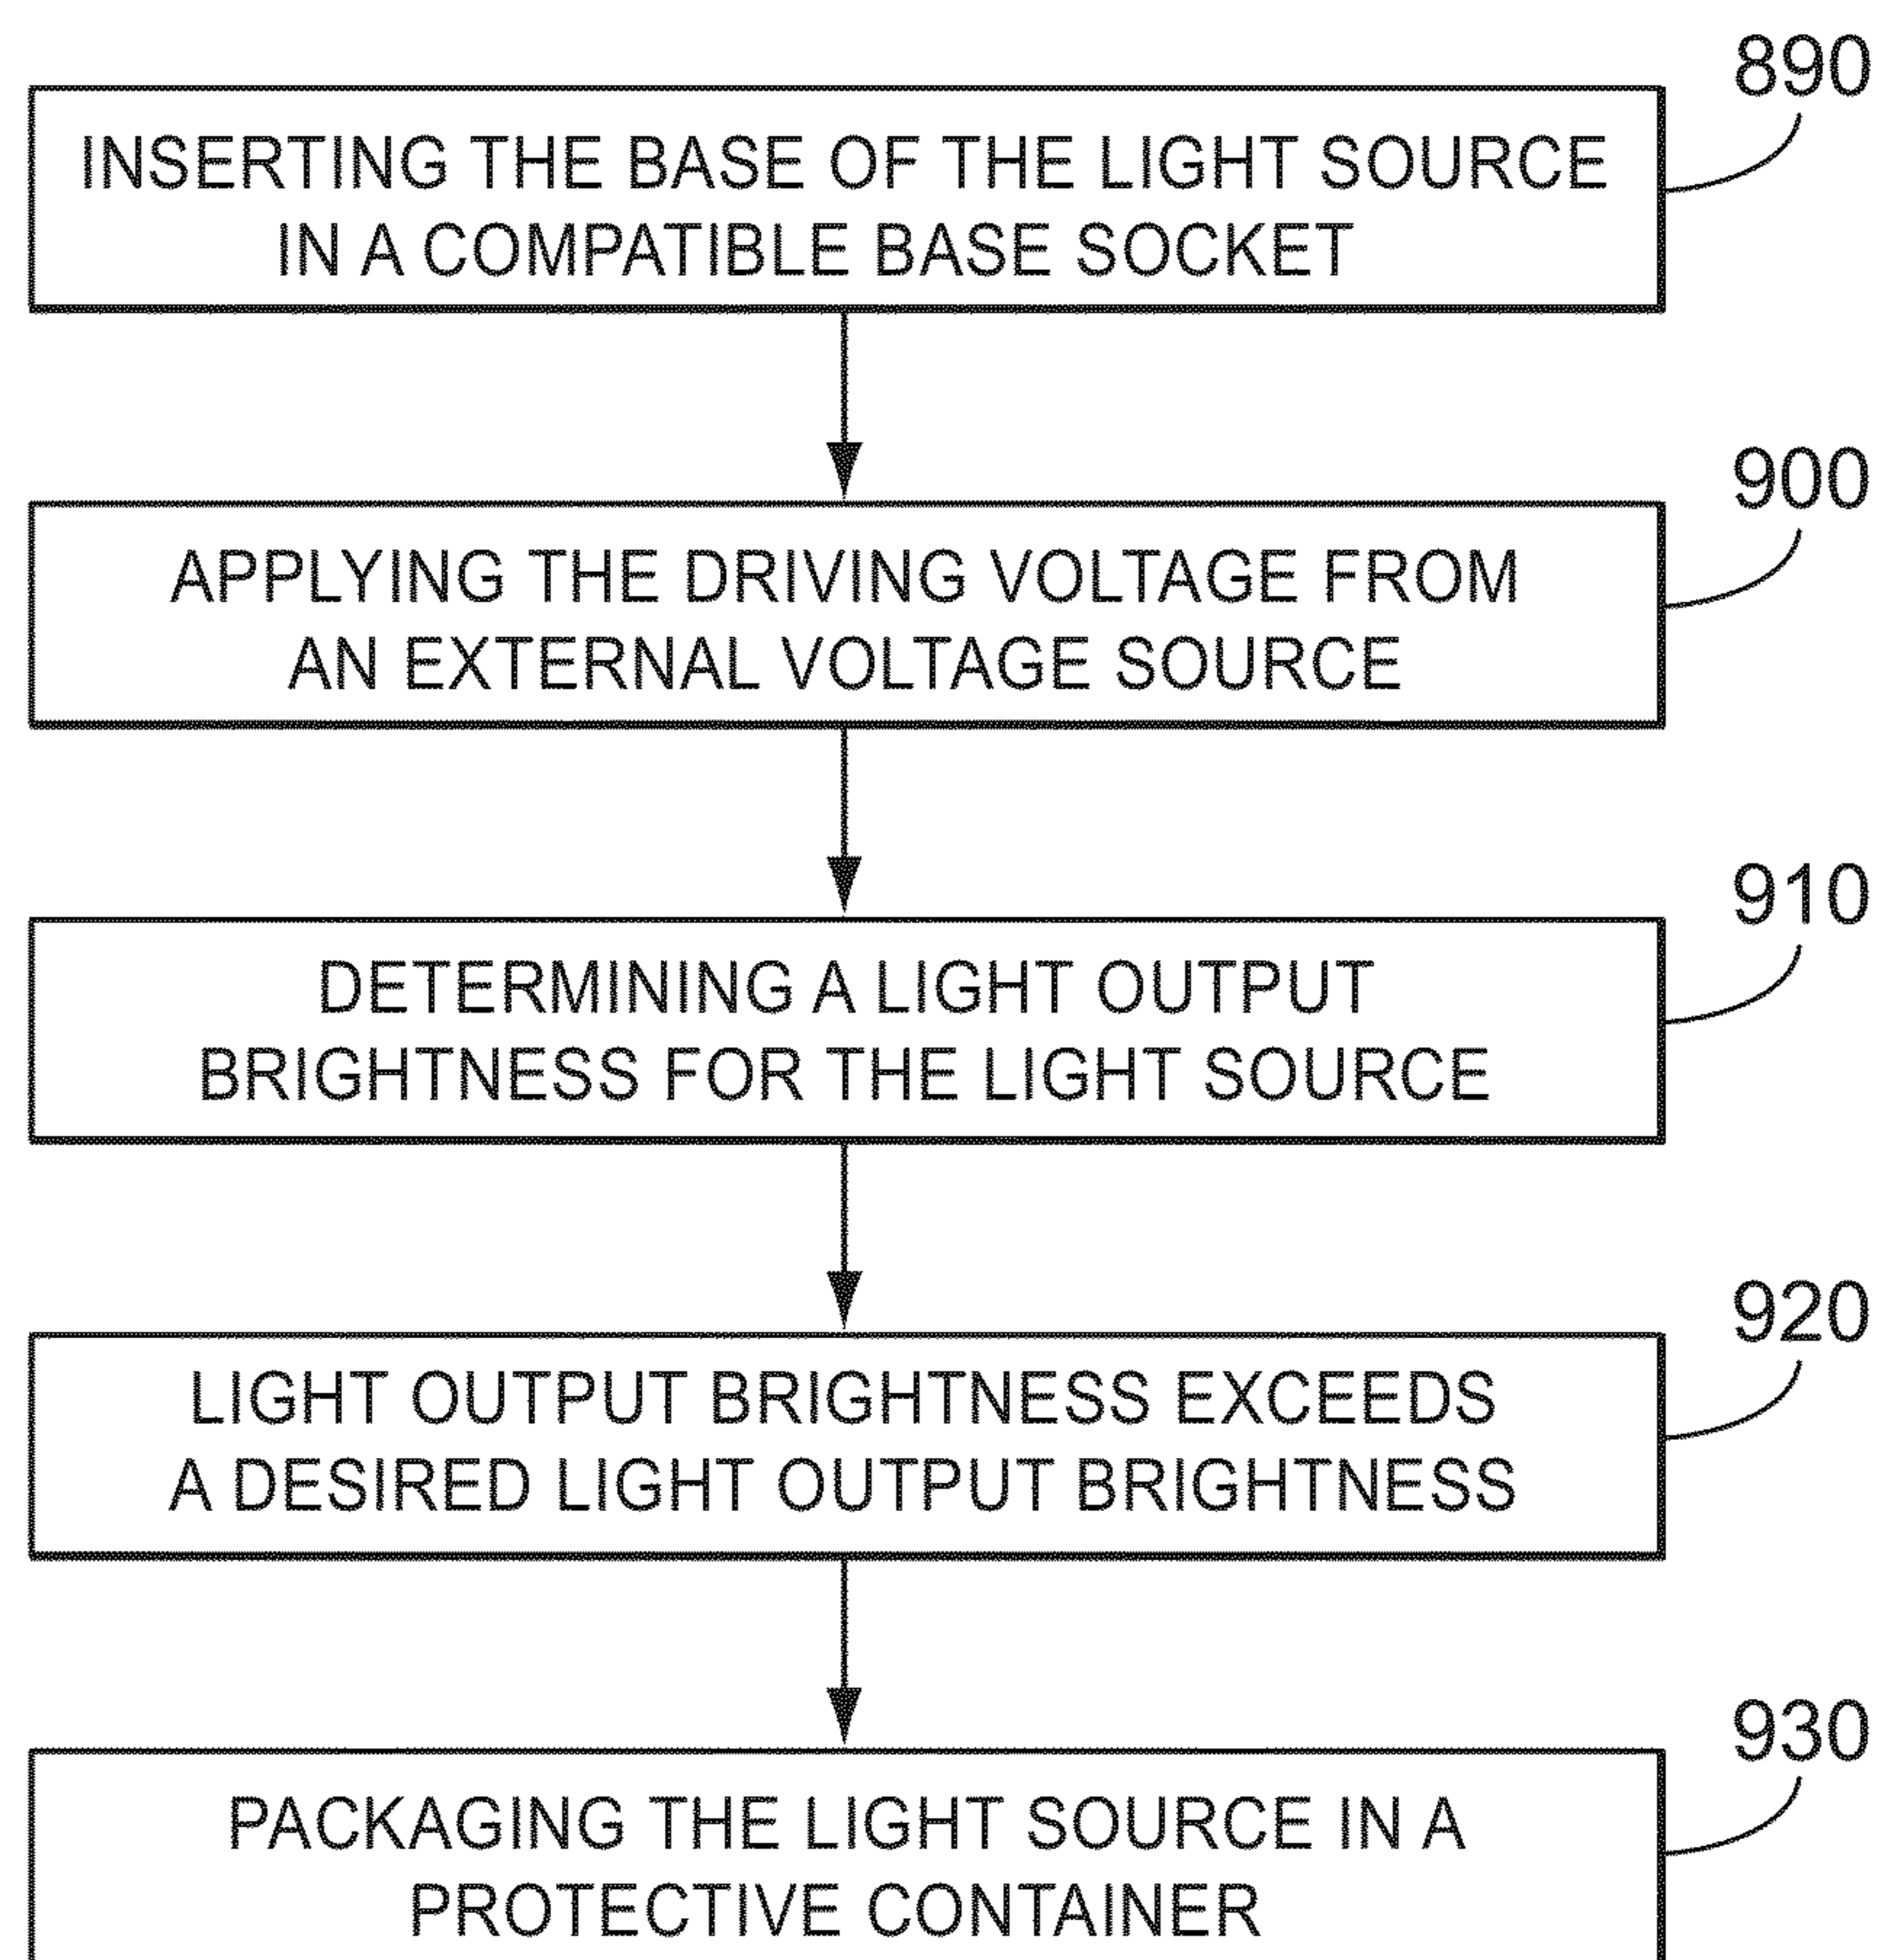 890
INSERTING THE BASE OF THE LIGHT SOURCE
IN A COMPATIBLE BASE SOCKET
900
APPLYING THE DRIVING VOLTAGE FROM
AN EXTERNAL VOLTAGE SOURCE
910
DETERMINING A LIGHT OUTPUT
BRIGHTNESS FOR THE LIGHT SOURCE
920
LIGHT OUTPUT BRIGHTNESS EXCEEDS
A DESIRED LIGHT OUTPUT BRIGHTNESS
930
PACKAGING THE LIGHT SOURCE IN A
PROTECTIVE CONTAINER